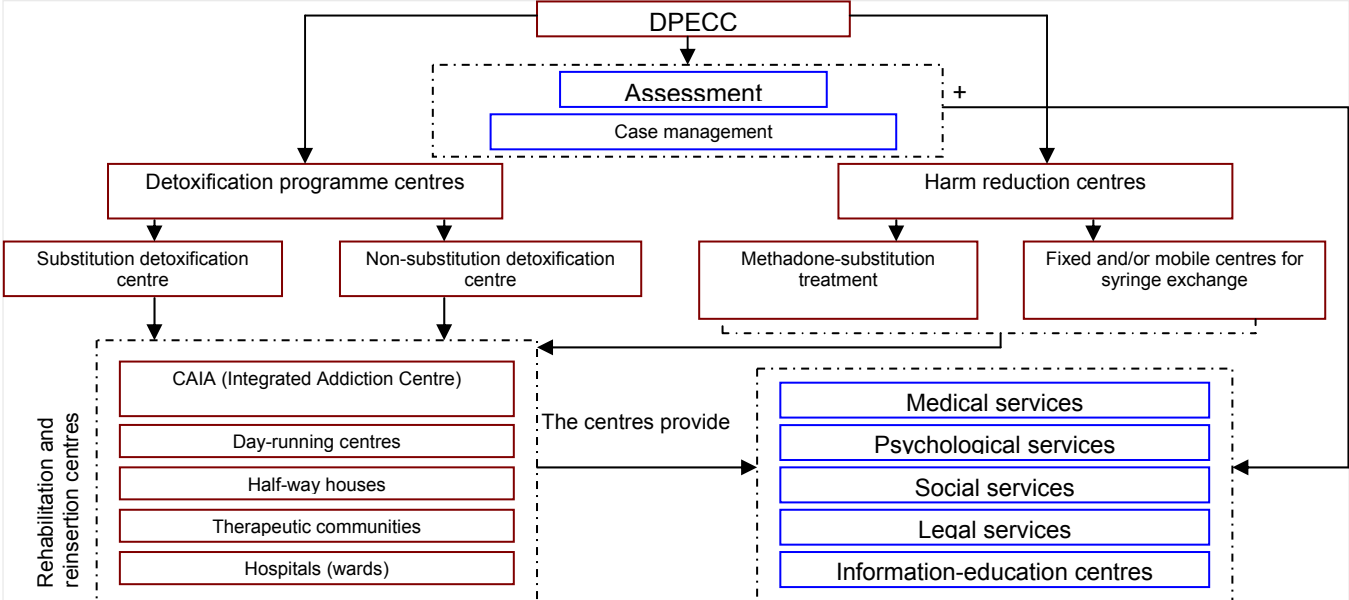 DPECC
Assessment
+
Case management
Detoxification programme centres
Harm reduction centres
Substitution detoxification
centre
Non-substitution detoxification
centre
Methadone-substitution
treatment
Fixed and/or mobile centres for
syringe exchange
Rehabilitation and
reinsertion centres
CAIA (Integrated Addiction Centre)
Day-running centres
Half-way houses
Therapeutic communities
Hospitals (wards)
The centres provide
Medical services
Psychological services
Social services
Legal services
Information-education centres